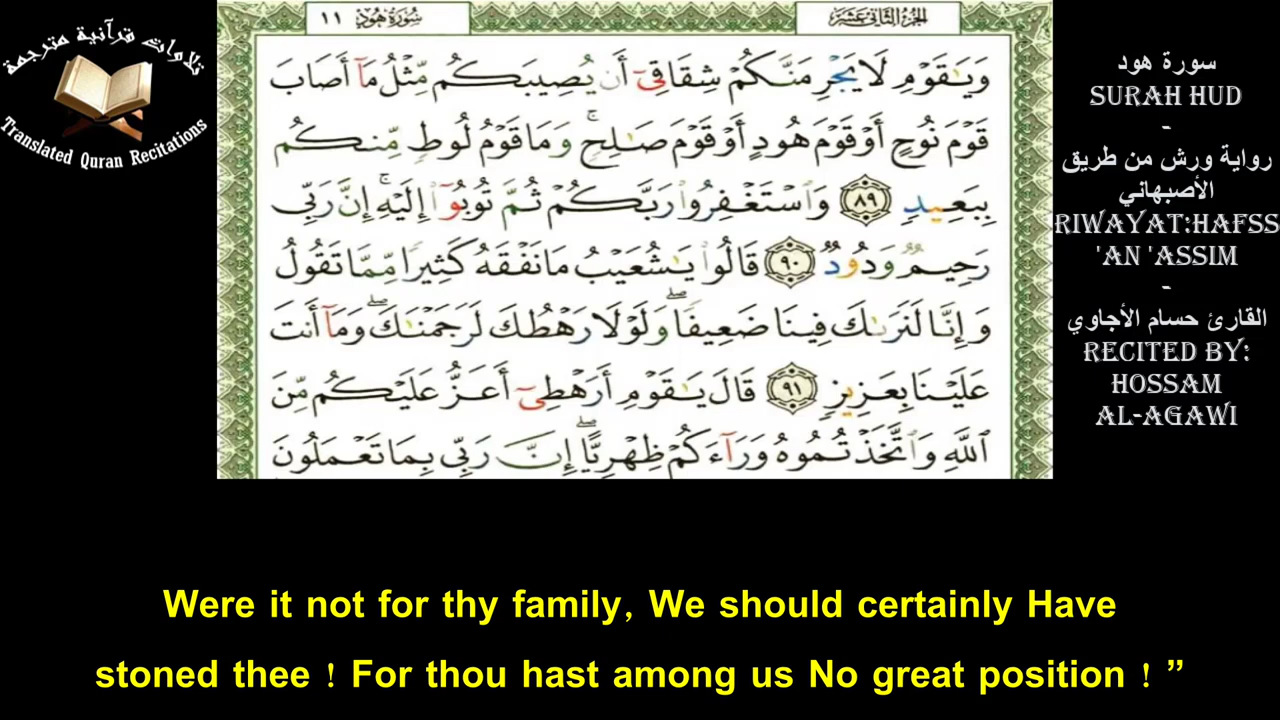 تلاوات قرآنية مترجمة
Translated Quran Recitations
سُورَةُ هُود ١١
الجزء الثاني عشر
وَيَٰقَوْمِ لَا يَجْرِمَنَّكُمْ شِقَاقِىٓ أَن يُصِيبَكُم مِّثْلُ مَآ أَصَابَ
قَوْمَ نُوحٍ أَوْ قَوْمَ هُودٍ أَوْ قَوْمَ صَٰلِحٍ ۚ وَمَا قَوْمُ لُوطٍ مِّنكُم
بِبَعِيدٍ ٨٩ وَٱسْتَغْفِرُوا۟ رَبَّكُمْ ثُمَّ تُوبُوٓا۟ إِلَيْهِ ۚ إِنَّ رَبِّى
رَحِيمٌ وَدُودٌ ٩٠ قَالُوا۟ يَٰشُعَيْبُ مَا نَفْقَهُ كَثِيرًا مِّمَّا تَقُولُ
وَإِنَّا لَنَرَىٰكَ فِينَا ضَعِيفًا ۖ وَلَوْلَا رَهْطُكَ لَرَجَمْنَٰكَ ۖ وَمَآ أَنتَ
عَلَيْنَا بِعَزِيزٍ ٩١ قَالَ يَٰقَوْمِ أَرَهْطِىٓ أَعَزُّ عَلَيْكُم مِّنَ
ٱللَّهِ وَٱتَّخَذْتُمُوهُ وَرَآءَكُمْ ظِهْرِيًّا ۖ إِنَّ رَبِّى بِمَا تَعْمَلُونَ
سورة هود
SURAH HUD
-
رواية ورش من طريق
الأصبهاني
RIWAYAT:HAFSS
'AN 'ASSIM
-
القارئ حسام الأجاوي
RECITED BY:
HOSSAM
AL-AGAWI
Were it not for thy family, We should certainly Have
stoned thee ! For thou hast among us No great position ! ”